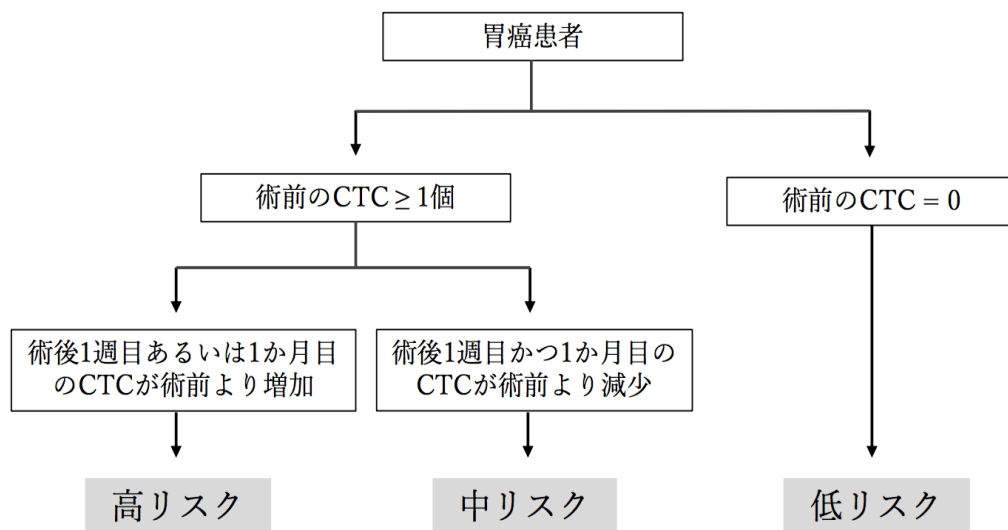 胃癌患者
術前のCTC ≥ 1個
術前のCTC = 0
術後1週目あるいは1か月目
のCTCが術前より増加
術後1週目かつ1か月目の
CTCが術前より減少
高リスク
中リスク
低リスク